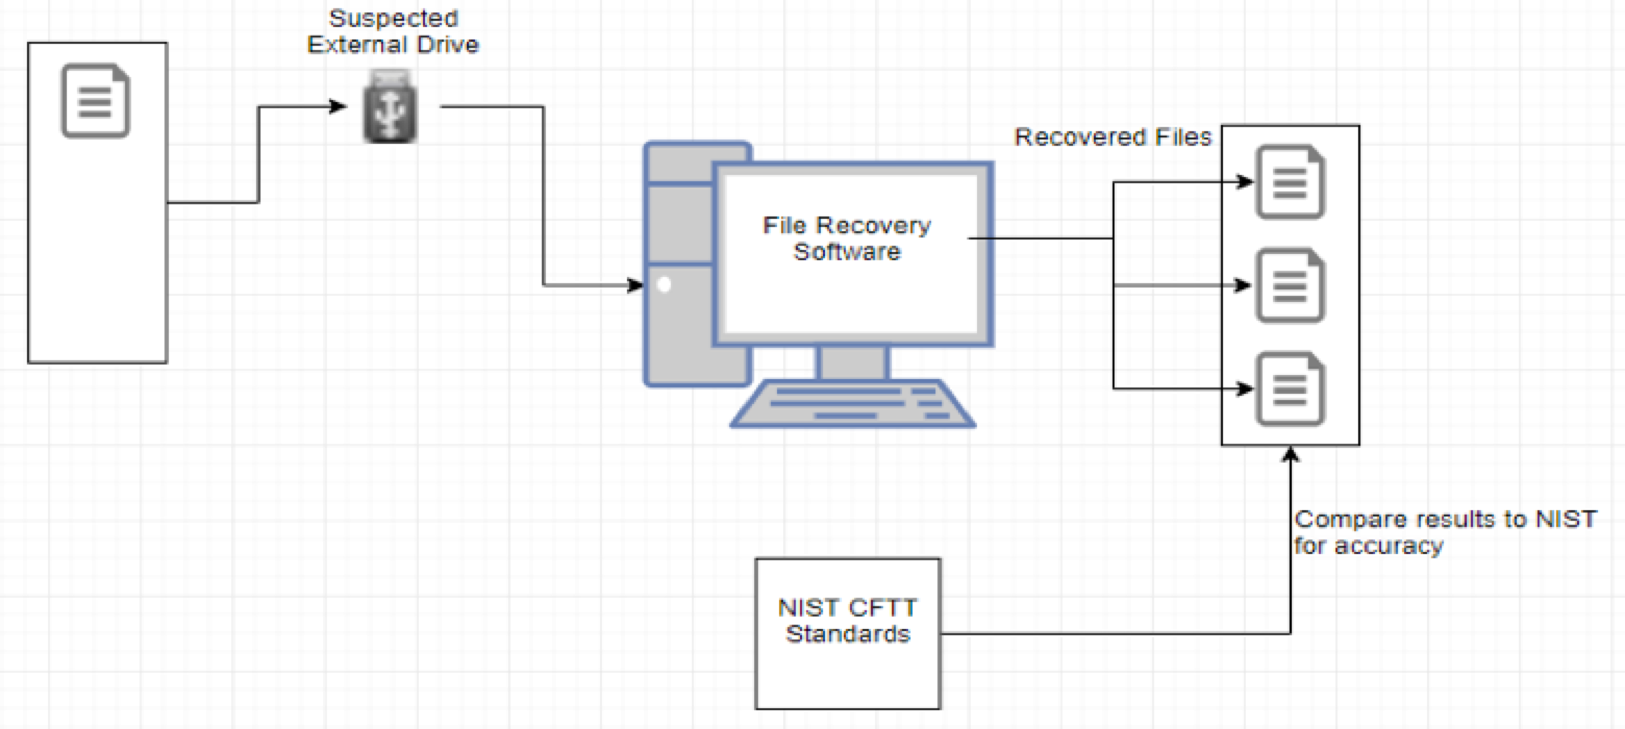 Suspected
External Drive
File Recovery
Software
Recovered Files
Compare results to NIST
for accuracy
NIST CFTT
Standards